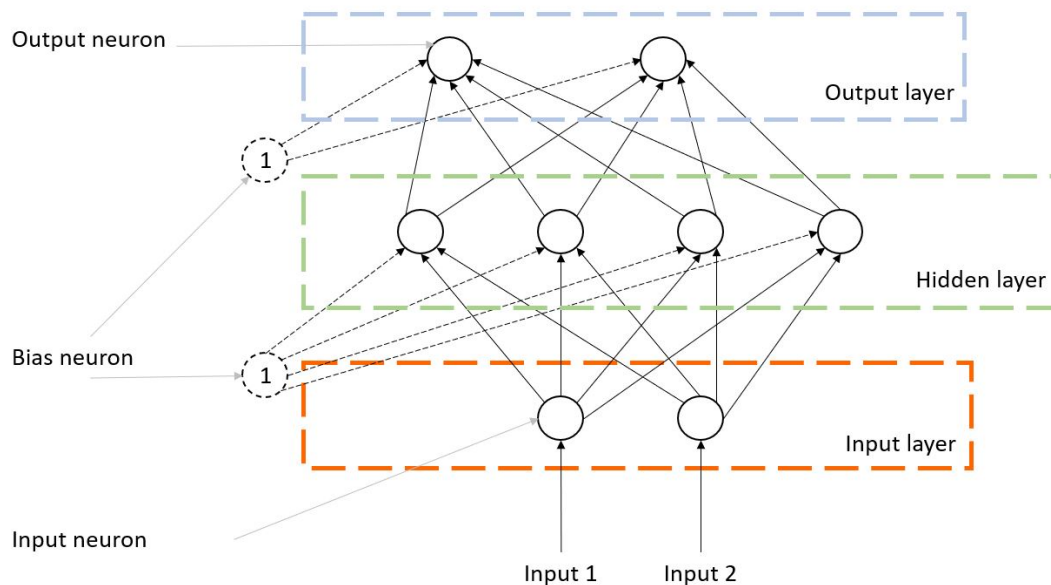 Output neuron
Output layer
1
Hidden layer
Bias neuron
1
Input layer
Input neuron
Input 1
Input 2